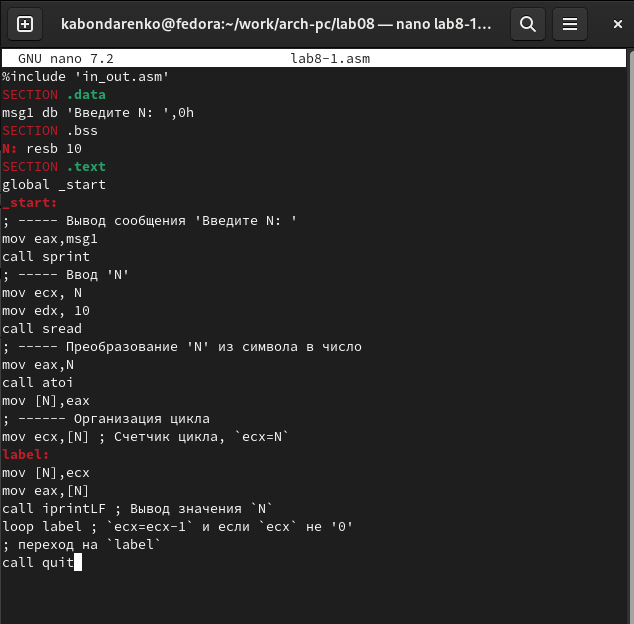 kabondarenko@fedora:~/work/arch-pc/lab08 — nano lab8-1...
GNU nano 7.2 lab8-1.asm
%include 'in_out.asm'
SECTION .data
msg1 db 'Введите N: ',0h
SECTION .bss
N: resb 10
SECTION .text
global _start
_start:
; ----- Вывод сообщения 'Введите N: '
mov eax,msg1
call sprint
; ----- Ввод 'N'
mov ecx, N
mov edx, 10
call sread
; ----- Преобразование 'N' из символа в число
mov eax,N
call atoi
mov [N],eax
; ------ Организация цикла
mov ecx,[N] ; Счетчик цикла, `ecx=N`
label:
mov [N],ecx
mov eax,[N]
call iprintLF ; Вывод значения `N`
loop label ; `ecx=ecx-1` и если `ecx` не '0'
; переход на `label`
call quit